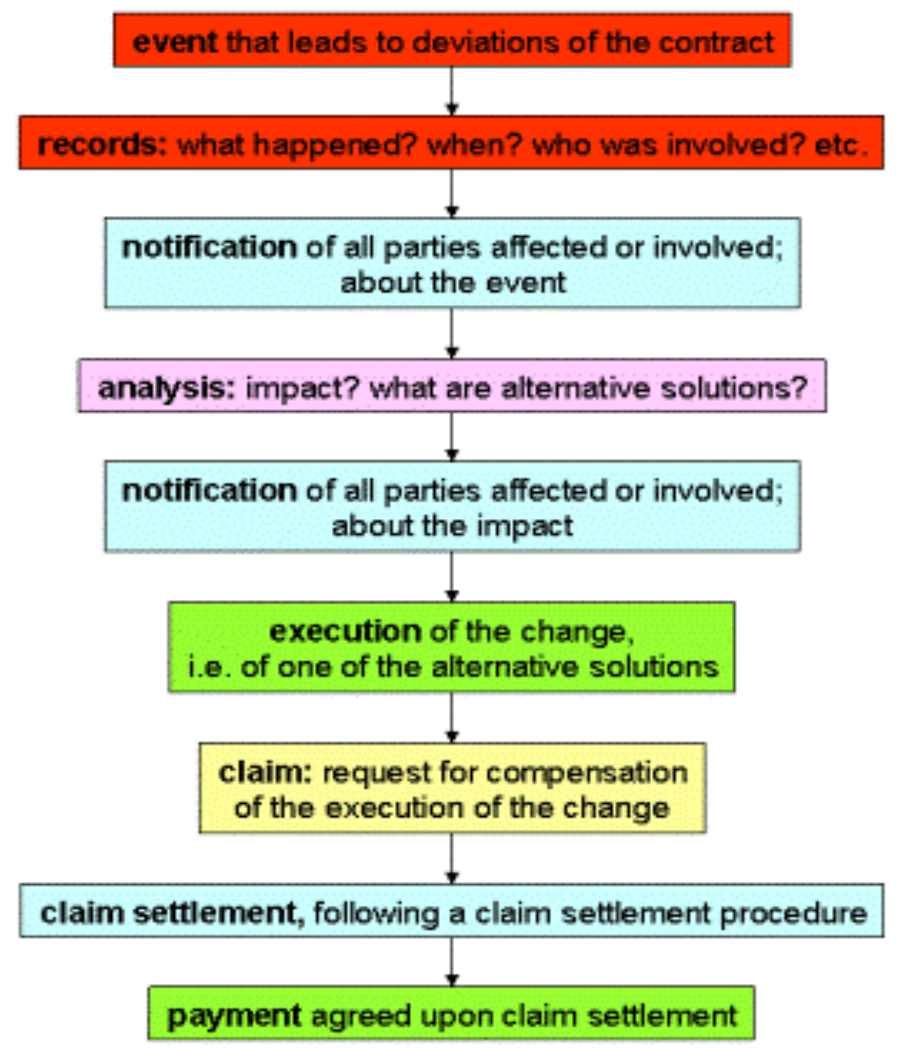 event that leads to deviations of the contract
records: what happened? when? who was involved? etc.
notification of all parties affected or involved;
about the event
analysis: impact? what are alternative solutions?
notification of all parties affected or involved;
about the impact
execution of the change,
i.e. of one of the alternative solutions
claim: request for compensation
of the execution of the change
claim settlement, following a claim settlement procedure
payment agreed upon claim settlement